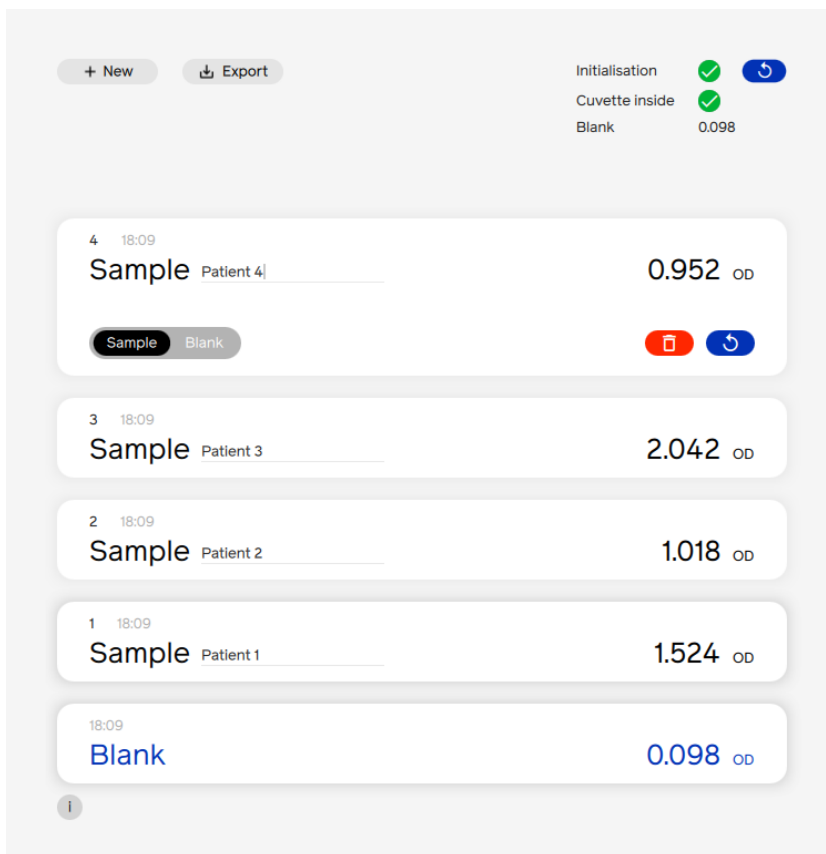 + New Export
Initialisation
Cuvette inside
Blank 0.098
4 18:09
Sample Patient 4 0.952 OD
Sample Blank
3 18:09
Sample Patient 3 2.042 OD
2 18:09
Sample Patient 2 1.018 OD
1 18:09
Sample Patient 1 1.524 OD
18:09
Blank 0.098 OD
i